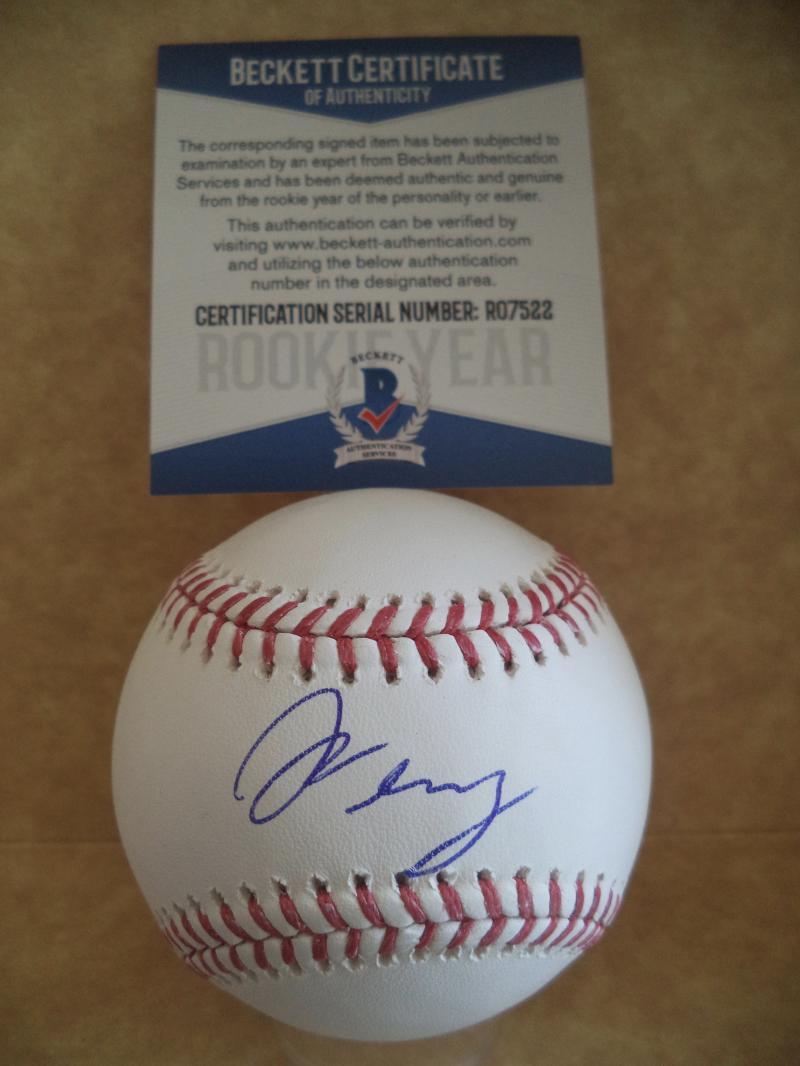 BECKETT CERTIFICATE
OF AUTHENTICITY
The corresponding signed item has been subjected to
examination by an expert from Beckett Authentication
Services and has been deemed authentic and genuine
from the rookie year of the personality or earlier.
This authentication can be verified by
visiting www.beckett-authentication.com
and utilizing the below authentication
number in the designated area.
CERTIFICATION SERIAL NUMBER: R07522
ROOKIE YEAR
BECKETT
B
AUTHENTICATION
SERVICES